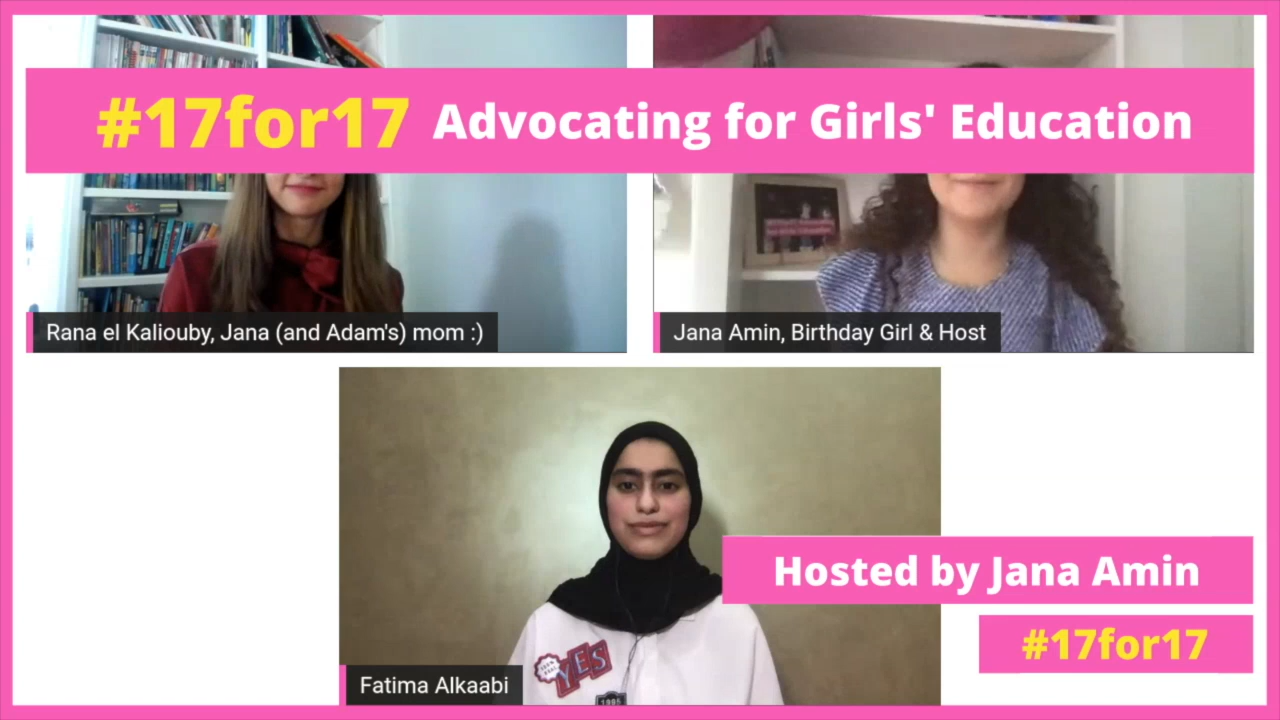 #17for17 Advocating for Girls' Education
Rana el Kaliouby, Jana (and Adam's) mom :)
Jana Amin, Birthday Girl & Host
Hosted by Jana Amin
#17for17
YES
1995
Fatima Alkaabi